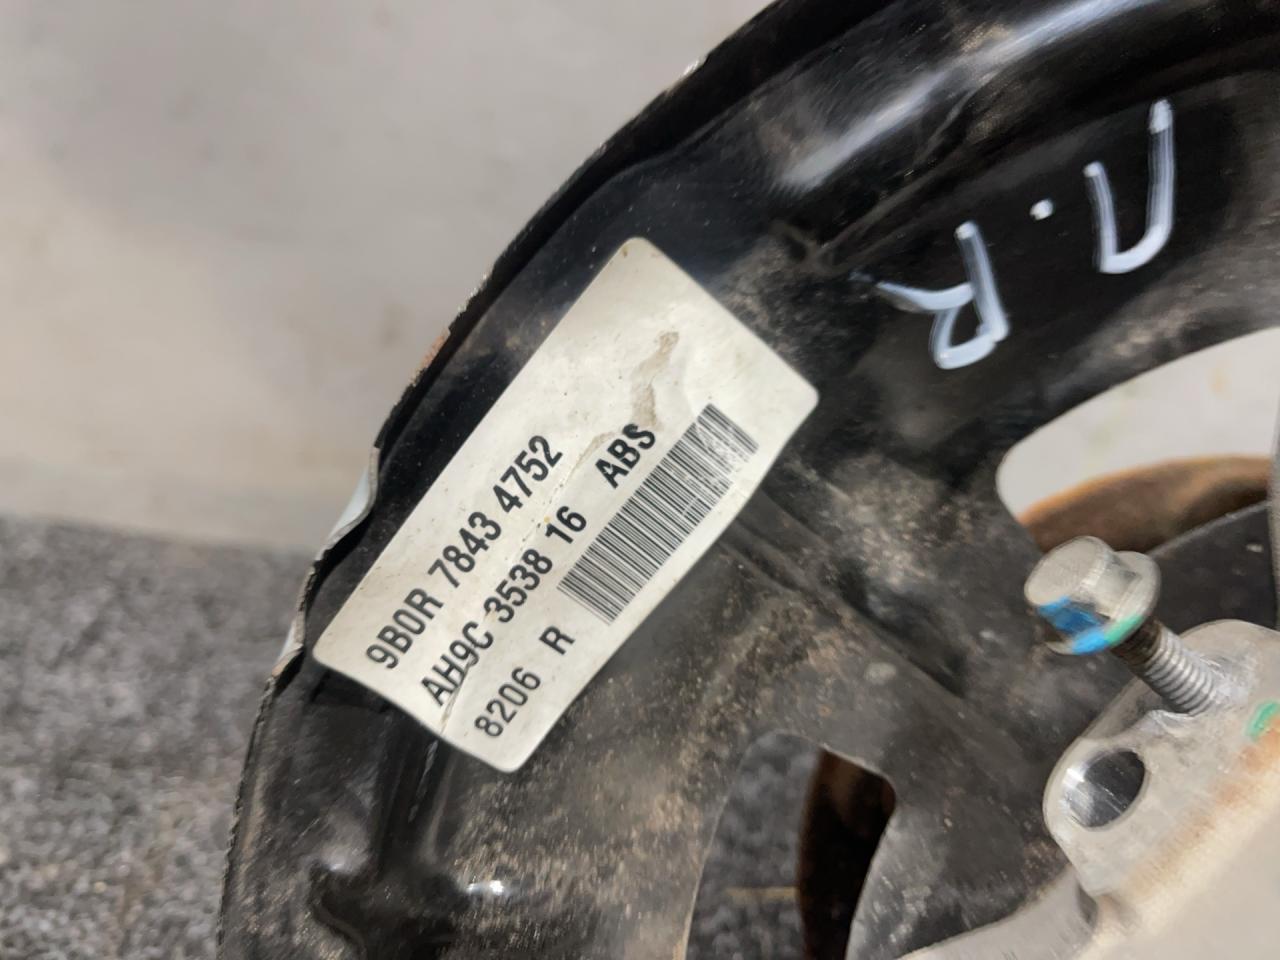 9B0R 7843 4752
AH9C 3538 16 ABS
8206 R
П.R